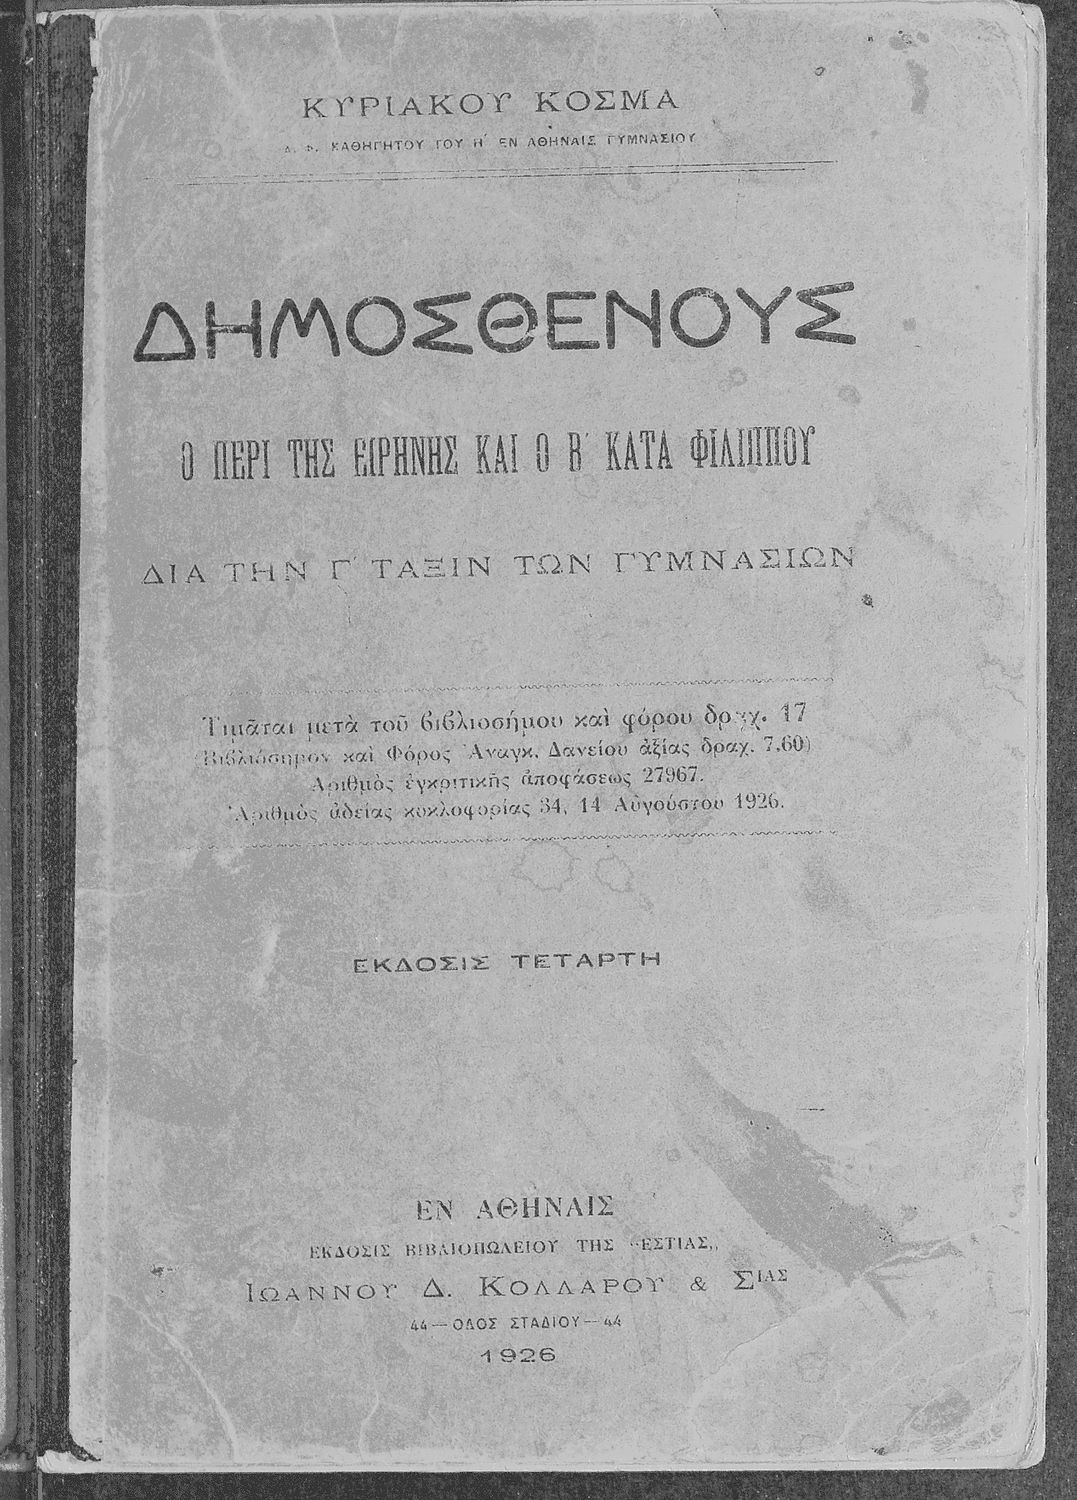 ΚΥΡΙΑΚΟΥ ΚΟΣΜΑ
Δ. Φ. ΚΑΘΗΓΗΤΟΥ ΤΟΥ Η΄ ΕΝ ΑΘΗΝΑΙΣ ΓΥΜΝΑΣΙΟΥ
ΔΗΜΟΣΘΕΝΟΥΣ
Ο ΠΕΡΙ ΤΗΣ ΕΙΡΗΝΗΣ ΚΑΙ Ο Β΄ ΚΑΤΑ ΦΙΛΙΠΠΟΥ
ΔΙΑ ΤΗΝ Γ΄ ΤΑΞΙΝ ΤΩΝ ΓΥΜΝΑΣΙΩΝ
Τιμᾶται μετὰ τοῦ βιβλιοσήμου καὶ φόρου δραχ. 17
(Βιβλιόσημον καὶ Φόρος Ἀναγκ. Δανείου ἀξίας δραχ. 7.60)
Ἀριθμὸς ἐγκριτικῆς ἀποφάσεως 27967.
Ἀριθμὸς ἀδείας κυκλοφορίας 34, 14 Αὐγούστου 1926.
ΕΚΔΟΣΙΣ ΤΕΤΑΡΤΗ
ΕΝ ΑΘΗΝΑΙΣ
ΕΚΔΟΣΙΣ ΒΙΒΛΙΟΠΩΛΕΙΟΥ ΤΗΣ "ΕΣΤΙΑΣ,,
ΙΩΑΝΝΟΥ Δ. ΚΟΛΛΑΡΟΥ & ΣΙΑΣ
44—ΟΔΟΣ ΣΤΑΔΙΟΥ—44
1926